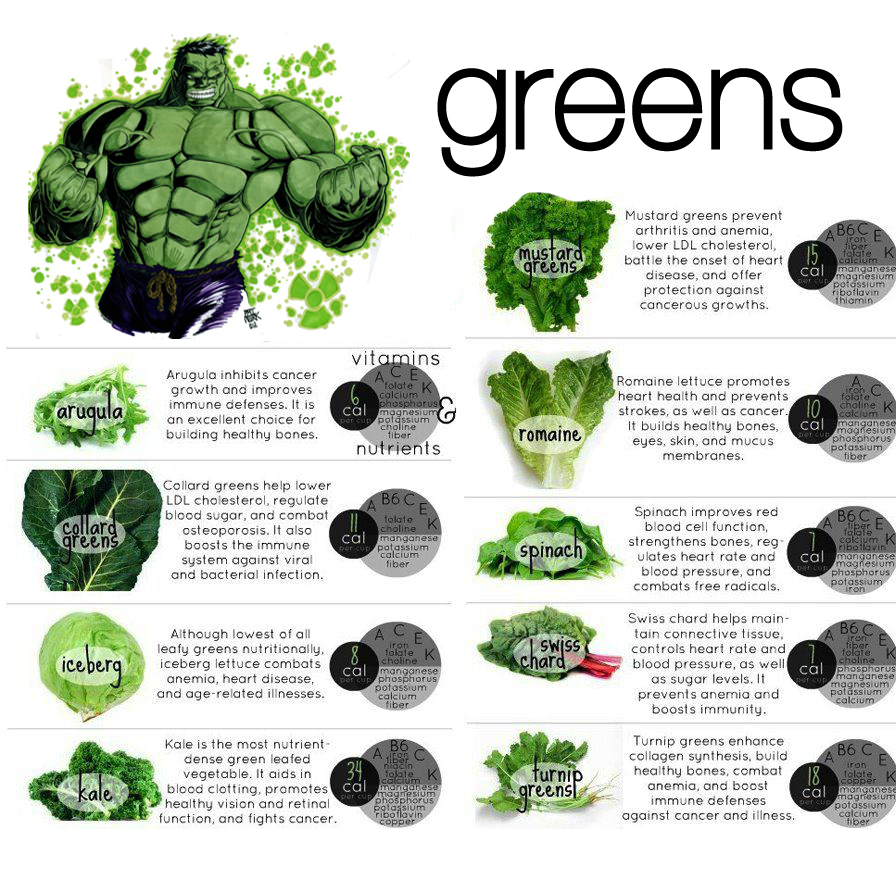 greens
mustard
greens
Mustard greens prevent
arthritis and anemia,
lower LDL cholesterol,
battle the onset of heart
disease, and offer
protection against
cancerous growths.
15
cal
per cup
A B6 C E K
iron
fiber
folate
calcium
manganese
magnesium
potassium
riboflavin
thiamin
vitamins
&
nutrients
arugula
Arugula inhibits cancer
growth and improves
immune defenses. It is
an excellent choice for
building healthy bones.
6
cal
per cup
A C E K
folate
calcium
phosphorus
magnesium
potassium
choline
fiber
romaine
Romaine lettuce promotes
heart health and prevents
strokes, as well as cancer.
It builds healthy bones,
eyes, skin, and mucus
membranes.
10
cal
per cup
A C K
iron
folate
choline
calcium
manganese
magnesium
phosphorus
potassium
fiber
collard
greens
Collard greens help lower
LDL cholesterol, regulate
blood sugar, and combat
osteoporosis. It also
boosts the immune
system against viral
and bacterial infection.
11
cal
per cup
A B6 C E K
folate
choline
manganese
potassium
calcium
fiber
spinach
Spinach improves red
blood cell function,
strengthens bones, reg-
ulates heart rate and
blood pressure, and
combats free radicals.
7
cal
per cup
A B6 C E K
fiber
folate
calcium
riboflavin
manganese
magnesium
phosphorus
potassium
iron
iceberg
Although lowest of all
leafy greens nutritionally,
iceberg lettuce combats
anemia, heart disease,
and age-related illnesses.
8
cal
per cup
A C E K
iron
folate
choline
manganese
phosphorus
potassium
calcium
fiber
swiss
chard
Swiss chard helps main-
tain connective tissue,
controls heart rate and
blood pressure, as well
as sugar levels. It
prevents anemia and
boosts immunity.
7
cal
per cup
A B6 C E K
iron
fiber
folate
choline
manganese
magnesium
potassium
calcium
kale
Kale is the most nutrient-
dense green leafed
vegetable. It aids in
blood clotting, promotes
healthy vision and retinal
function, and fights cancer.
34
cal
per cup
A B6 C K
iron
fiber
niacin
folate
calcium
manganese
magnesium
phosphorus
potassium
riboflavin
copper
turnip
greens
Turnip greens enhance
collagen synthesis, build
healthy bones, combat
anemia, and boost
immune defenses
against cancer and illness.
18
cal
per cup
A B6 C E K
iron
folate
copper
manganese
magnesium
potassium
calcium
fiber